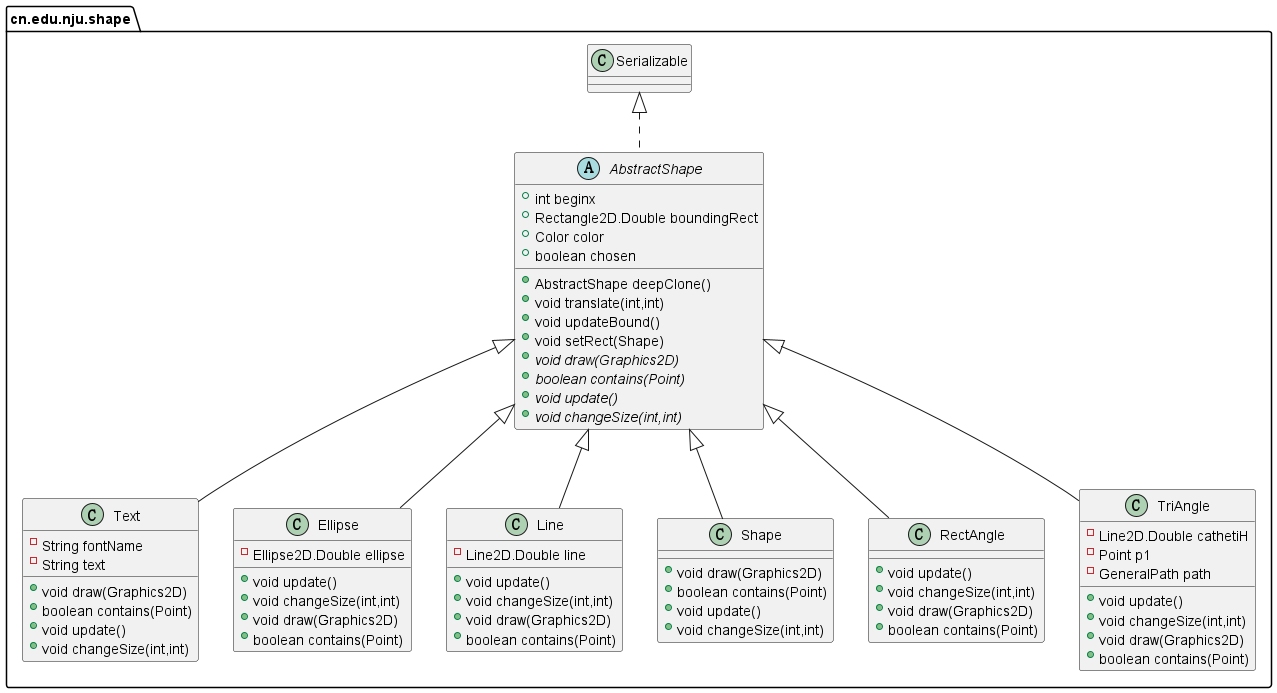 cn.edu.nju.shape
C Serializable
A AbstractShape
int beginx
Rectangle2D.Double boundingRect
Color color
boolean chosen
AbstractShape deepClone()
void translate(int,int)
void updateBound()
void setRect(Shape)
void draw(Graphics2D)
boolean contains(Point)
void update()
void changeSize(int,int)
C Text
String fontName
String text
void draw(Graphics2D)
boolean contains(Point)
void update()
void changeSize(int,int)
C Ellipse
Ellipse2D.Double ellipse
void update()
void changeSize(int,int)
void draw(Graphics2D)
boolean contains(Point)
C Line
Line2D.Double line
void update()
void changeSize(int,int)
void draw(Graphics2D)
boolean contains(Point)
C Shape
void draw(Graphics2D)
boolean contains(Point)
void update()
void changeSize(int,int)
C RectAngle
void update()
void changeSize(int,int)
void draw(Graphics2D)
boolean contains(Point)
C TriAngle
Line2D.Double cathetiH
Point p1
GeneralPath path
void update()
void changeSize(int,int)
void draw(Graphics2D)
boolean contains(Point)